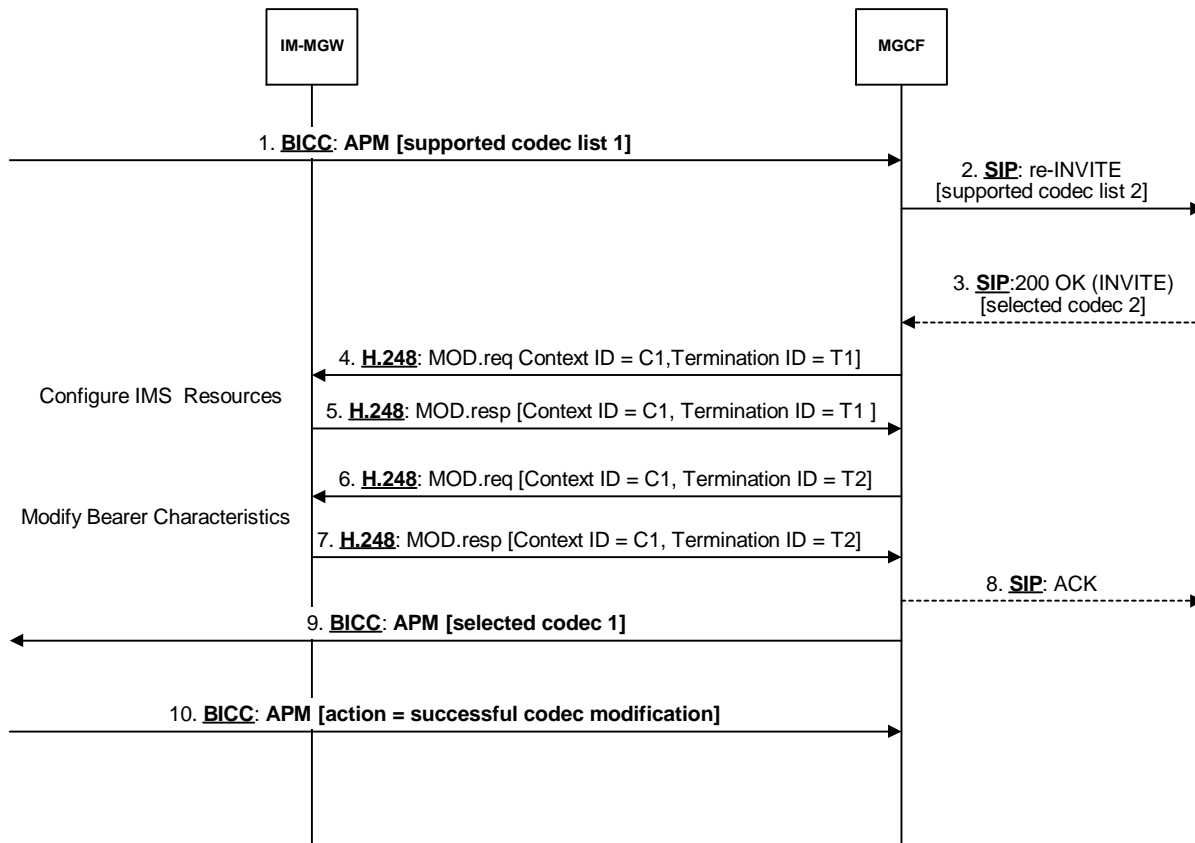 IM-MGW
MGCF
1. BICC: APM [supported codec list 1]
2. SIP: re-INVITE
[supported codec list 2]
3. SIP:200 OK (INVITE)
[selected codec 2]
4. H.248: MOD.req Context ID = C1,Termination ID = T1]
Configure IMS  Resources
5. H.248: MOD.resp [Context ID = C1, Termination ID = T1 ]
6. H.248: MOD.req [Context ID = C1, Termination ID = T2]
Modify Bearer Characteristics
7. H.248: MOD.resp [Context ID = C1, Termination ID = T2]
8. SIP: ACK
9. BICC: APM [selected codec 1]
10. BICC: APM [action = successful codec modification]